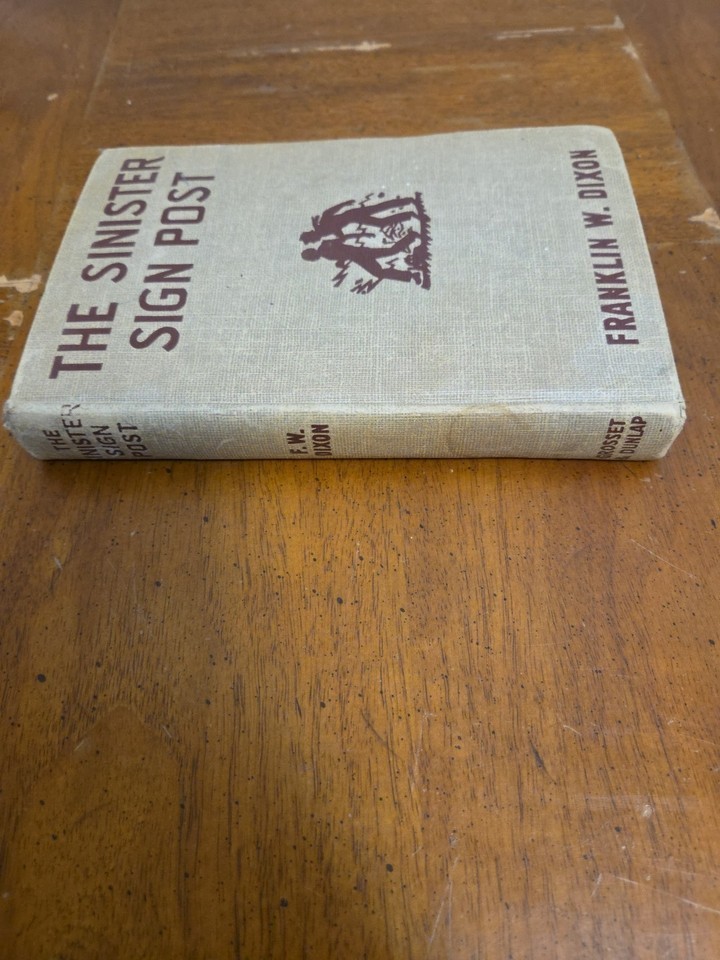 THE SINISTER
SIGN POST
FRANKLIN W. DIXON
THE
SINISTER
SIGN
POST
F. W.
DIXON
GROSSET
& DUNLAP